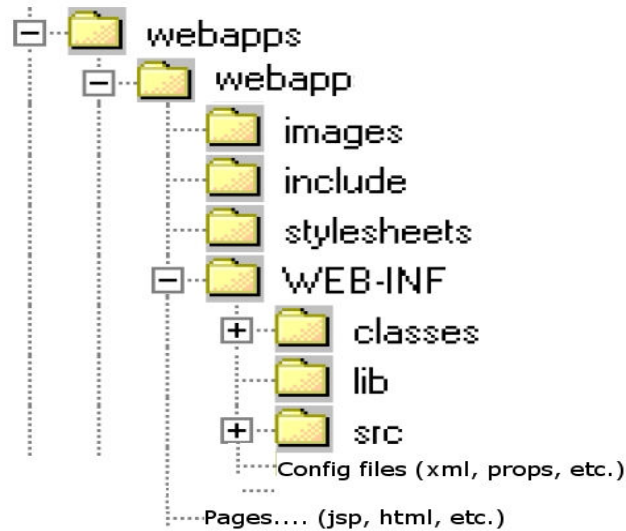 webapps
webapp
images
include
stylesheets
WEB-INF
classes
lib
src
Config files (xml, props, etc.)
Pages.... (jsp, html, etc.)